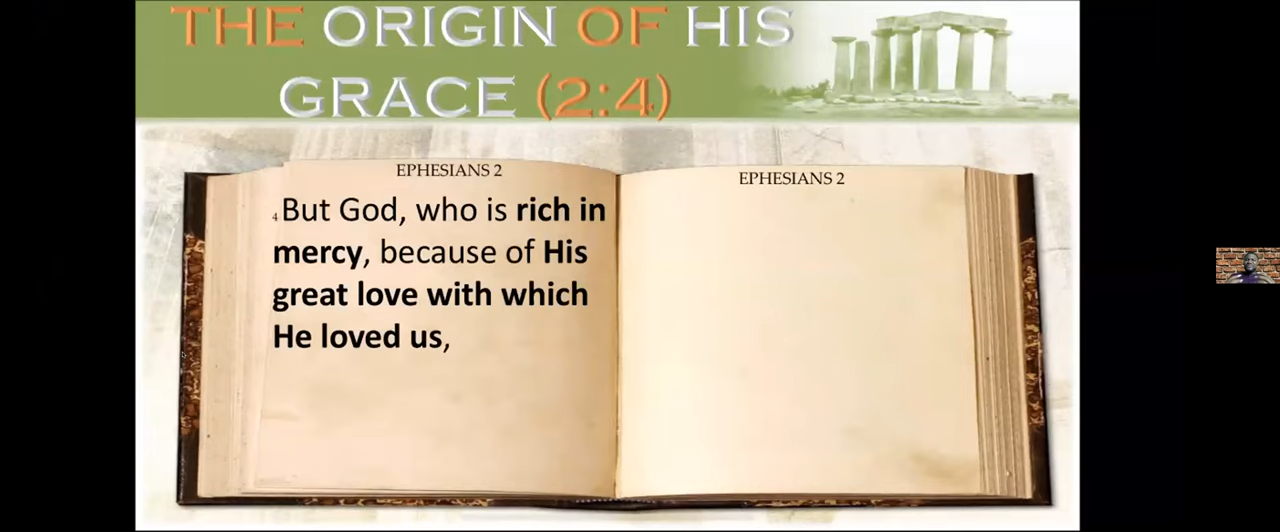 THE ORIGIN OF HIS
GRACE (2:4)
EPHESIANS 2
4 But God, who is rich in
mercy, because of His
great love with which
He loved us,
EPHESIANS 2